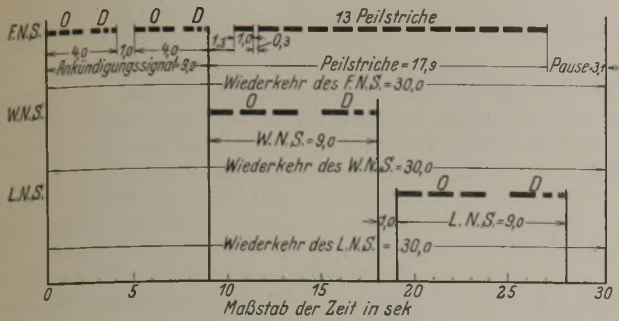 O D O D 13 Peilstriche
F.N.S.
4,0 1,0 4,0 1,3 1,0 0,3
Ankündigungssignal=9,0 Peilstriche=17,9 Pause=3,1
Wiederkehr des F.N.S.=30,0
O D
W.N.S.
W.N.S.=9,0
Wiederkehr des W.N.S.=30,0
O D
L.N.S.
1,0 L.N.S.=9,0
Wiederkehr des L.N.S.=30,0
0 5 10 15 20 25 30
Maßstab der Zeit in sek